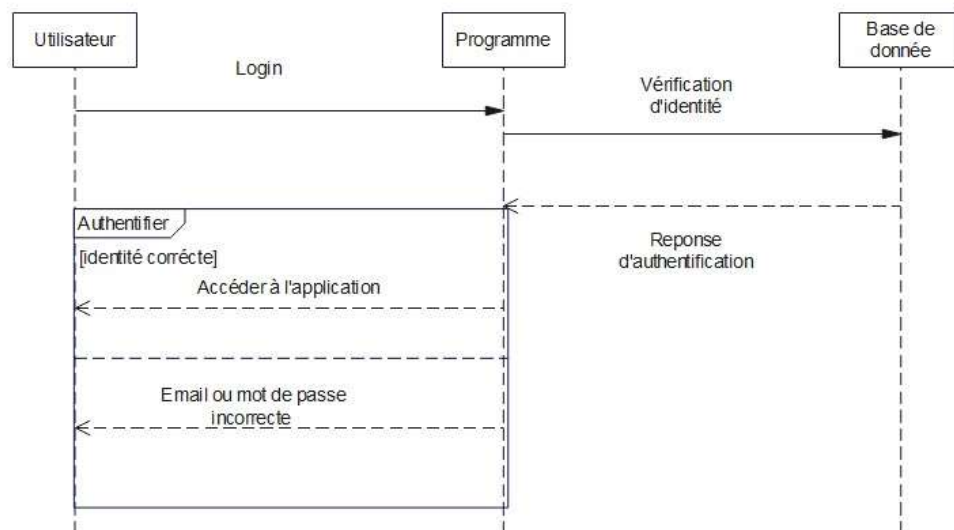 Utilisateur
Programme
Base de
donnée
Login
Vérification
d'identité
Authentifier
[identité corrécte]
Reponse
d'authentification
Accéder à l'application
Email ou mot de passe
incorrecte